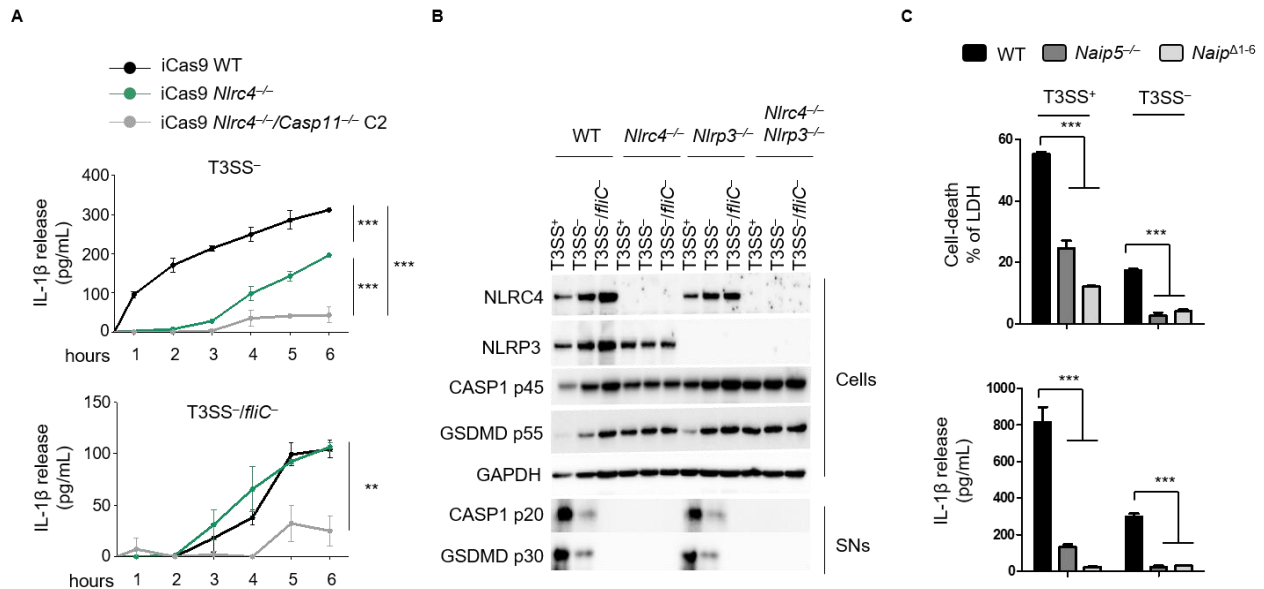 A
iCas9 WT
iCas9 Nlrc4–/–
iCas9 Nlrc4–/–/Casp11–/– C2
T3SS–
IL-1β release
(pg/mL)
400
300
200
100
0
***
***
***
hours 1 2 3 4 5 6
T3SS–/fliC–
IL-1β release
(pg/mL)
150
100
50
0
**
hours 1 2 3 4 5 6
B
WT Nlrc4–/– Nlrp3–/– Nlrc4–/–
Nlrp3–/–
T3SS+ T3SS– T3SS–/fliC– T3SS+ T3SS– T3SS–/fliC– T3SS+ T3SS– T3SS–/fliC– T3SS+ T3SS– T3SS–/fliC–
NLRC4
NLRP3
CASP1 p45
GSDMD p55
GAPDH
Cells
CASP1 p20
GSDMD p30
SNs
C
WT Naip5–/– NaipΔ1-6
T3SS+ T3SS–
Cell-death
% of LDH
60
40
20
0
***
***
IL-1β release
(pg/mL)
1000
800
600
400
200
0
***
***